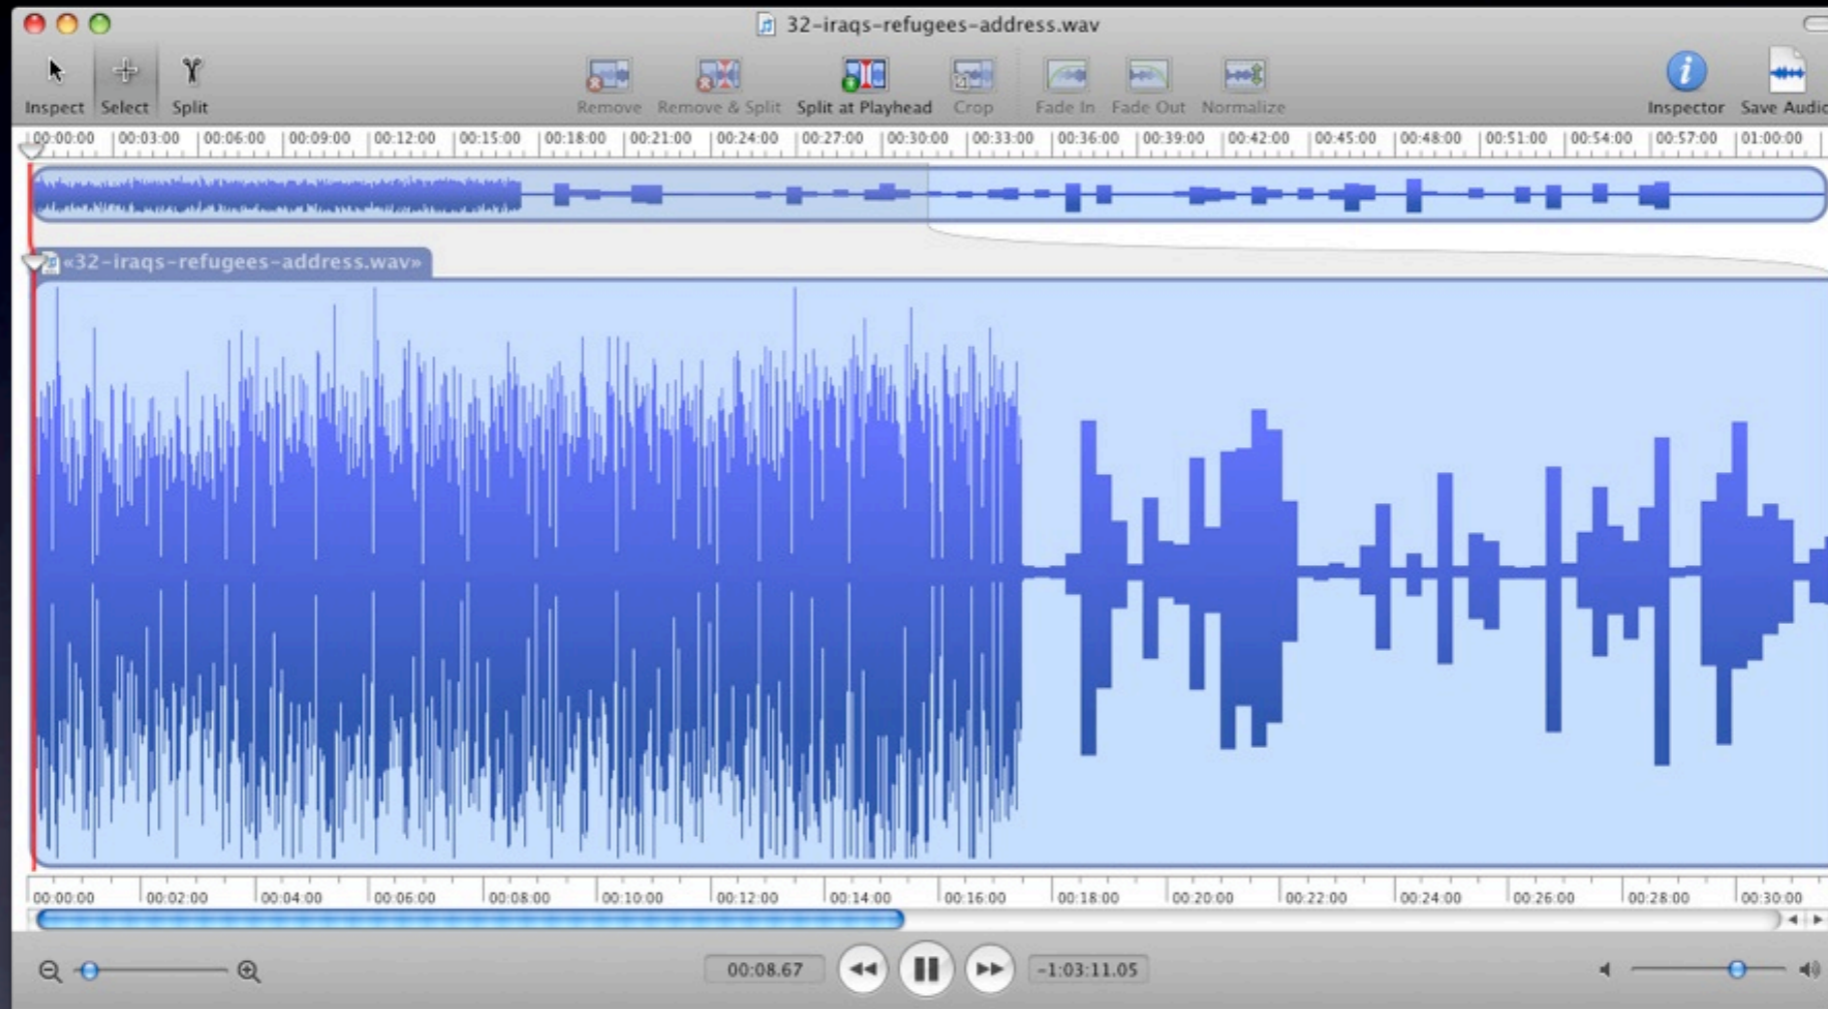 32-iraqs-refugees-address.wav
Inspect Select Split Remove Remove & Split Split at Playhead Crop Fade In Fade Out Normalize Inspector Save Audio
00:00:00 00:03:00 00:06:00 00:09:00 00:12:00 00:15:00 00:18:00 00:21:00 00:24:00 00:27:00 00:30:00 00:33:00 00:36:00 00:39:00 00:42:00 00:45:00 00:48:00 00:51:00 00:54:00 00:57:00 01:00:00
«32-iraqs-refugees-address.wav»
00:00:00 00:02:00 00:04:00 00:06:00 00:08:00 00:10:00 00:12:00 00:14:00 00:16:00 00:18:00 00:20:00 00:22:00 00:24:00 00:26:00 00:28:00 00:30:00
00:08.67 -1:03:11.05